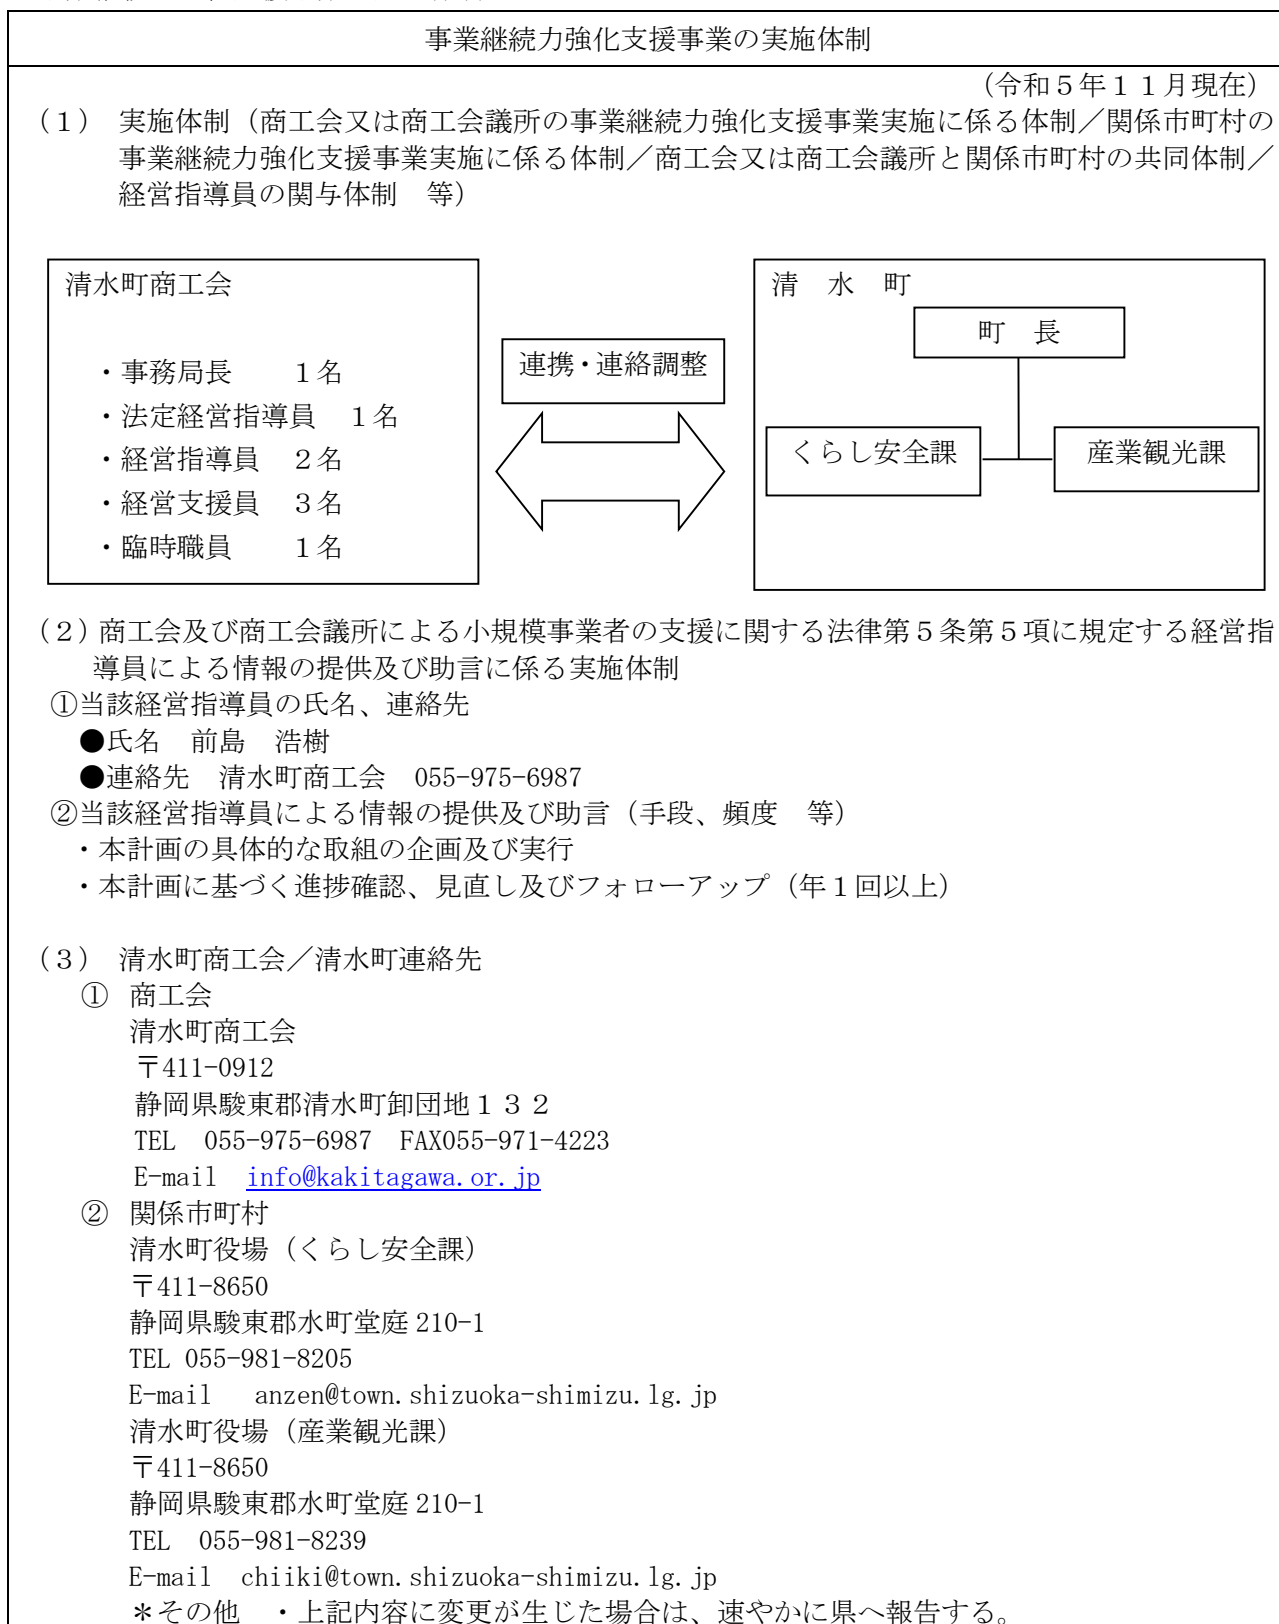 事業継続力強化支援事業の実施体制
(令和５年１１月現在)
(１)　実施体制（商工会又は商工会議所の事業継続力強化支援事業実施に係る体制／関係市町村の
事業継続力強化支援事業実施に係る体制／商工会又は商工会議所と関係市町村の共同体制／
経営指導員の関与体制　等）
清水町商工会
・事務局長　　１名
・法定経営指導員　１名
・経営指導員　２名
・経営支援員　３名
・臨時職員　　１名
連携・連絡調整
清　水　町
町　長
くらし安全課
産業観光課
(２)商工会及び商工会議所による小規模事業者の支援に関する法律第５条第５項に規定する経営指
導員による情報の提供及び助言に係る実施体制
①当該経営指導員の氏名、連絡先
●氏名　前島　浩樹
●連絡先　清水町商工会　055-975-6987
②当該経営指導員による情報の提供及び助言（手段、頻度　等）
・本計画の具体的な取組の企画及び実行
・本計画に基づく進捗確認、見直し及びフォローアップ（年１回以上）
(３)　清水町商工会／清水町連絡先
①　商工会
清水町商工会
〒411-0912
静岡県駿東郡清水町卸団地１３２
TEL　055-975-6987　FAX055-971-4223
E-mail　info@kakitagawa.or.jp
②　関係市町村
清水町役場（くらし安全課）
〒411-8650
静岡県駿東郡水町堂庭 210-1
TEL 055-981-8205
E-mail　anzen@town.shizuoka-shimizu.lg.jp
清水町役場（産業観光課）
〒411-8650
静岡県駿東郡水町堂庭 210-1
TEL　055-981-8239
E-mail　chiiki@town.shizuoka-shimizu.lg.jp
＊その他　・上記内容に変更が生じた場合は、速やかに県へ報告する。